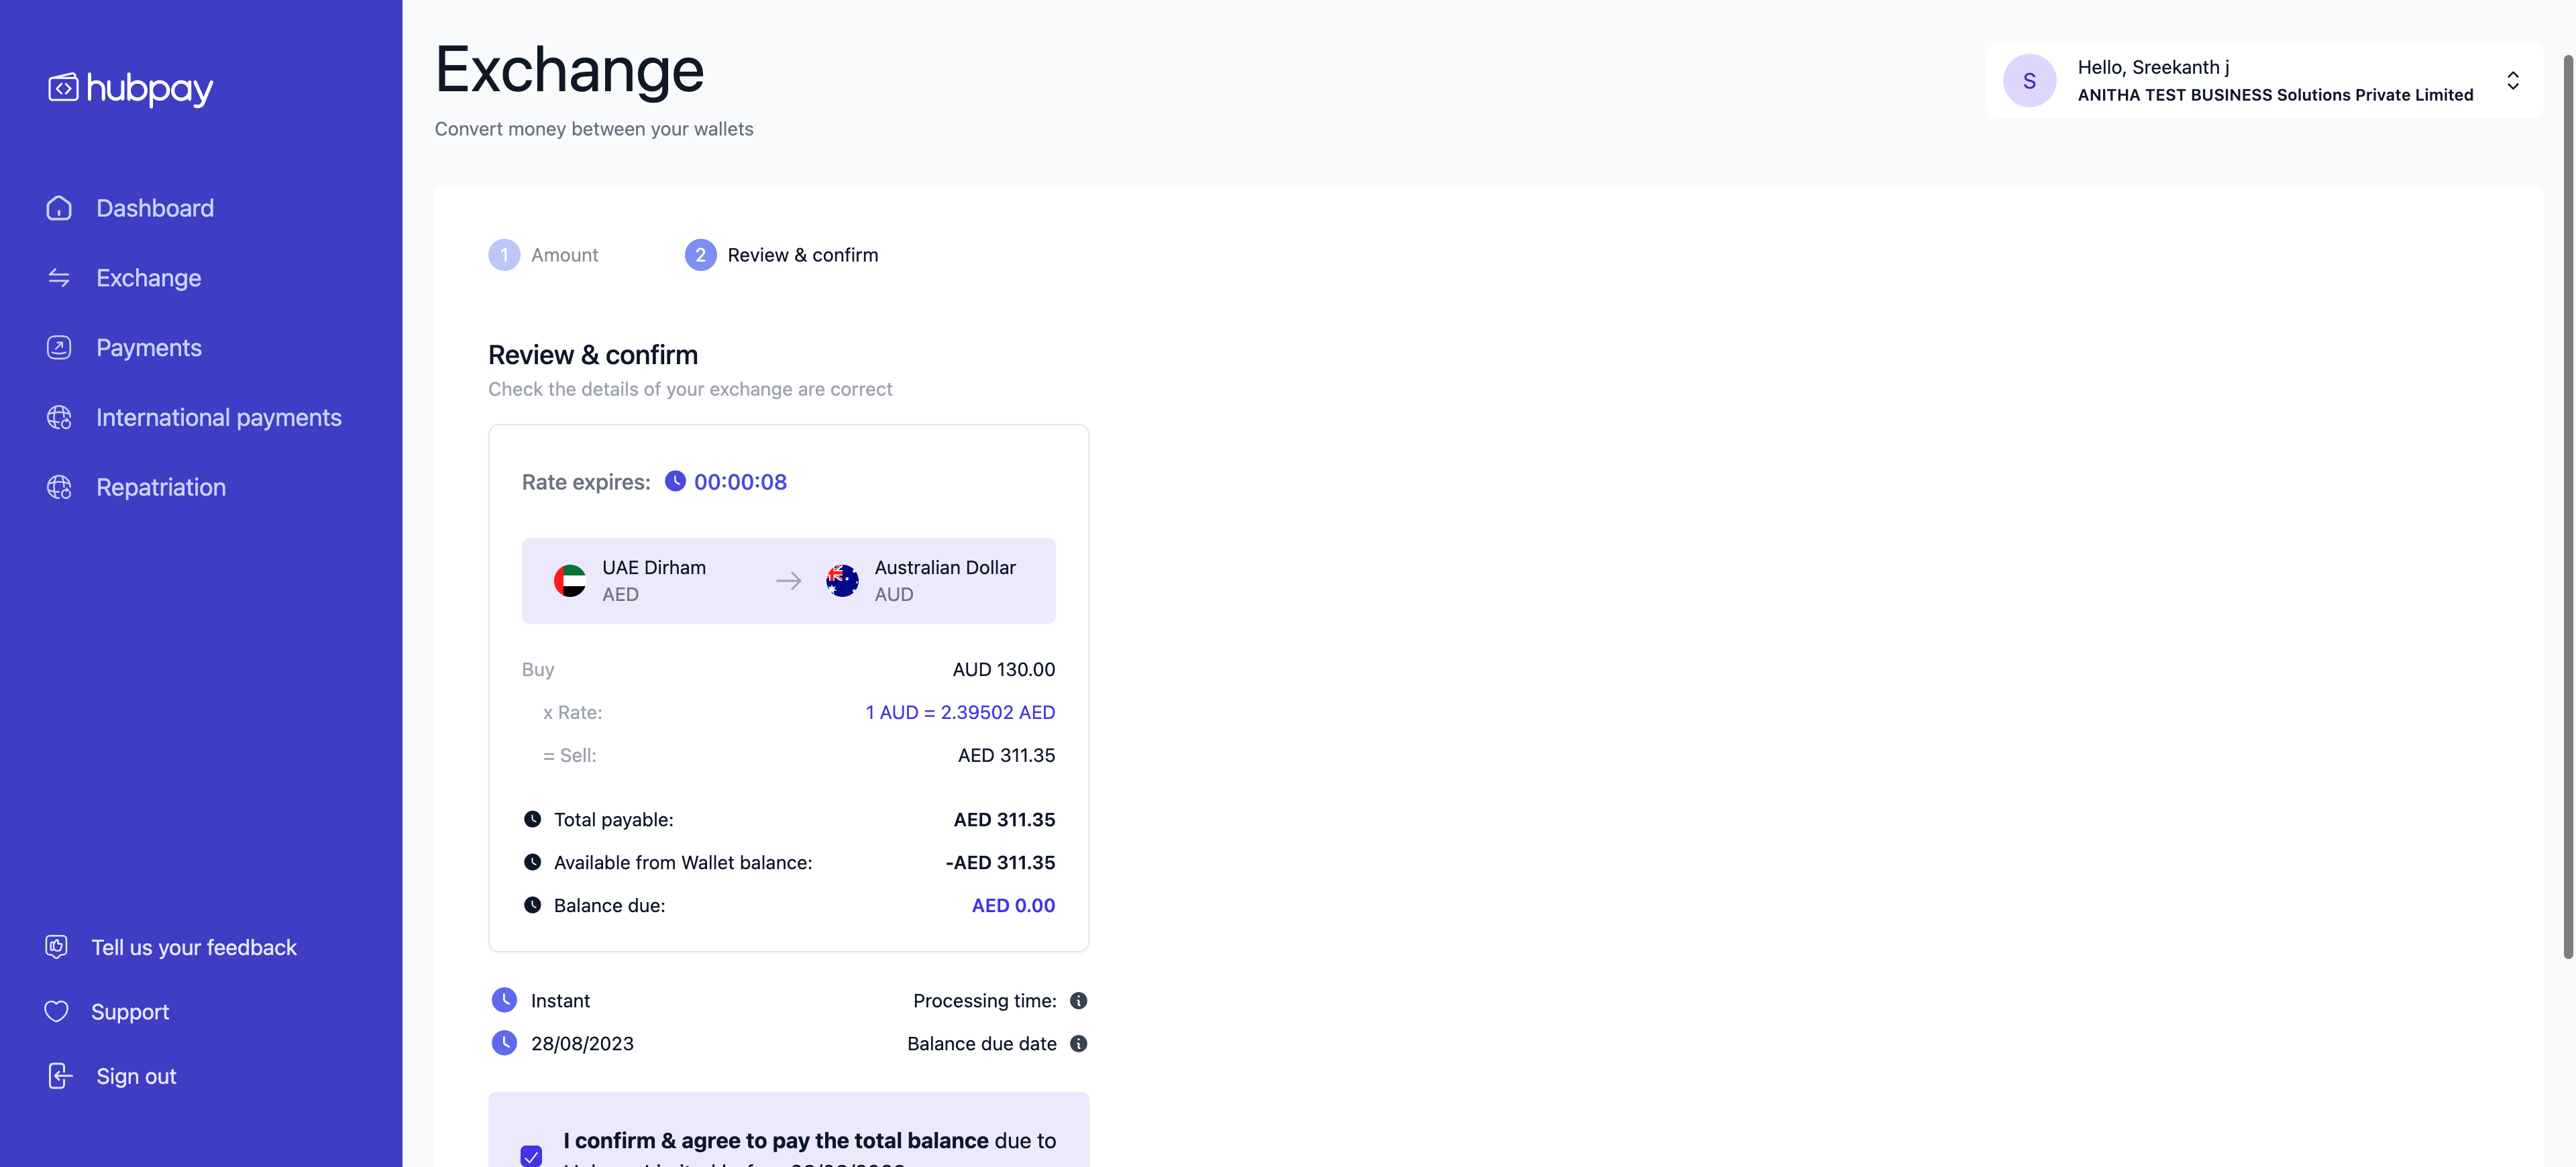 hubpay
Dashboard
Exchange
Payments
International payments
Repatriation
Tell us your feedback
Support
Sign out
Exchange
Convert money between your wallets
S
Hello, Sreekanth j
ANITHA TEST BUSINESS Solutions Private Limited
1 Amount
2 Review & confirm
Review & confirm
Check the details of your exchange are correct
Rate expires: 00:00:08
UAE Dirham
AED
Australian Dollar
AUD
Buy AUD 130.00
x Rate: 1 AUD = 2.39502 AED
= Sell: AED 311.35
Total payable: AED 311.35
Available from Wallet balance: -AED 311.35
Balance due: AED 0.00
Instant Processing time:
28/08/2023 Balance due date
I confirm & agree to pay the total balance due to